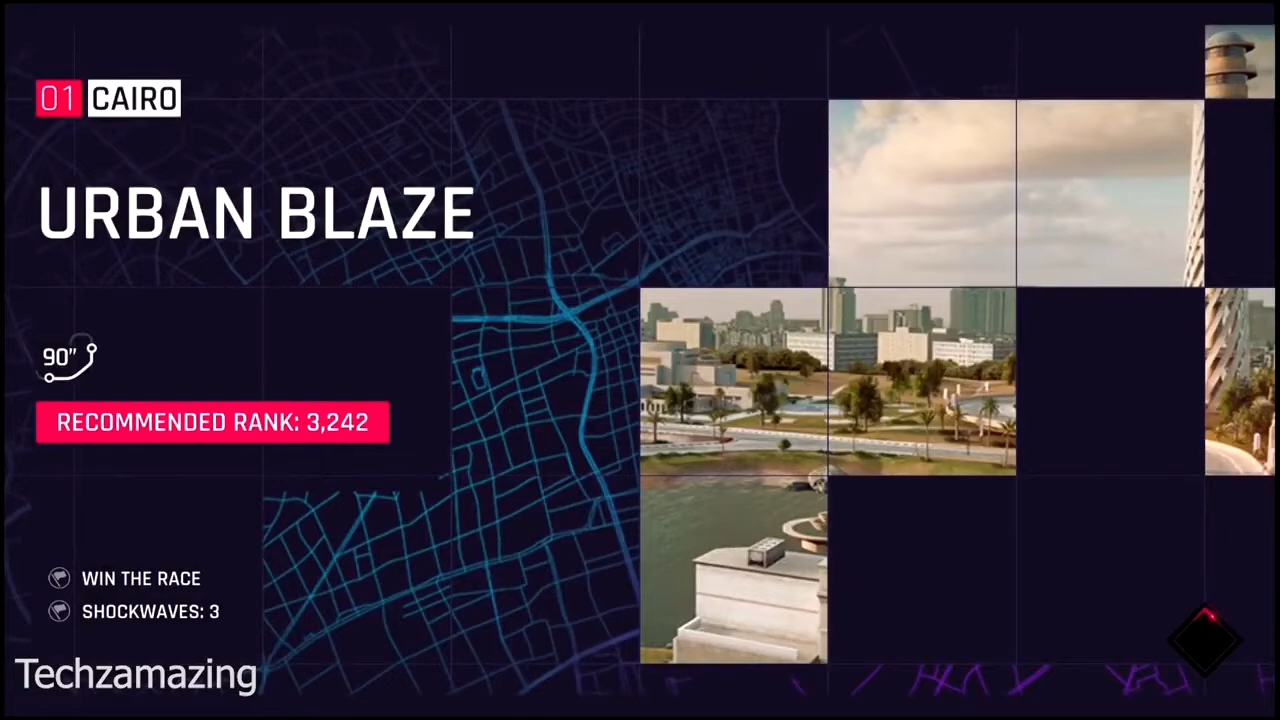 01 CAIRO
URBAN BLAZE
90"
RECOMMENDED RANK: 3,242
WIN THE RACE
SHOCKWAVES: 3
Techzamazing